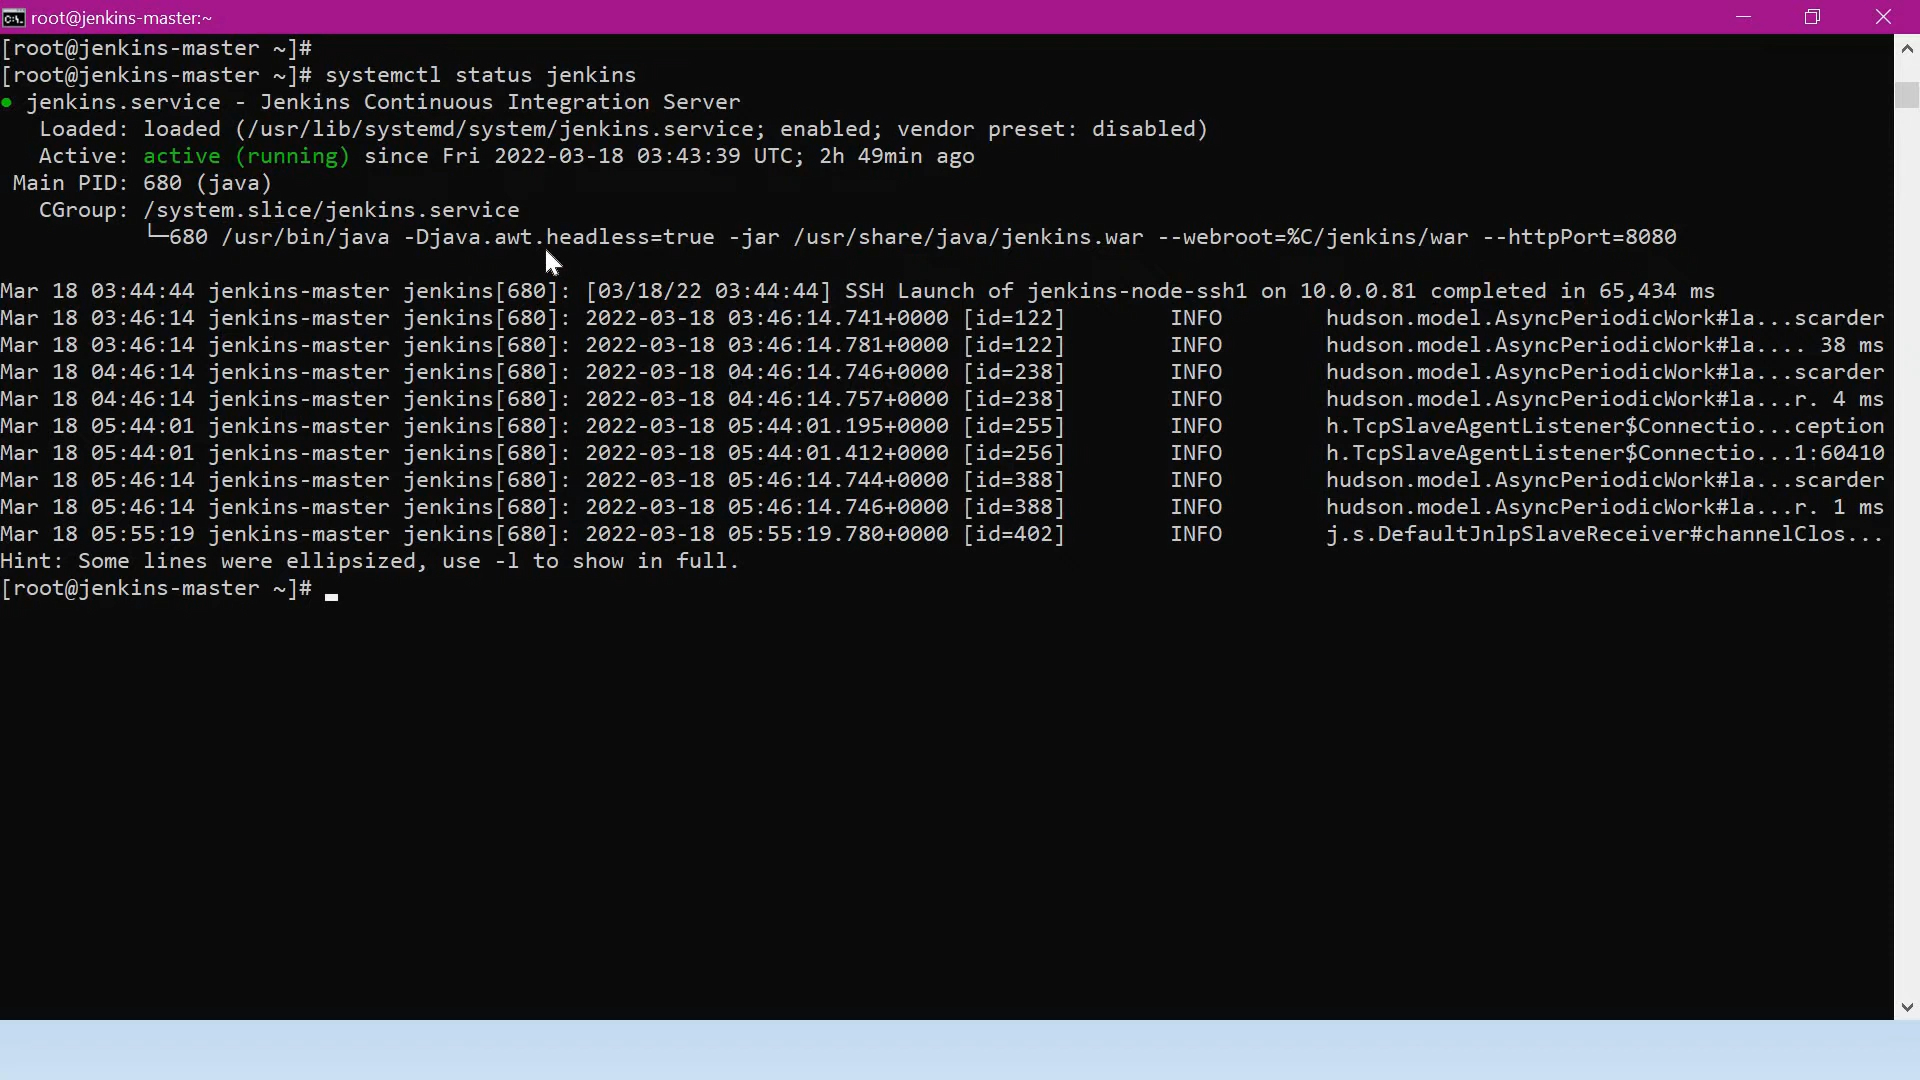 root@jenkins-master:~
[root@jenkins-master ~]#
[root@jenkins-master ~]# systemctl status jenkins
● jenkins.service - Jenkins Continuous Integration Server
   Loaded: loaded (/usr/lib/systemd/system/jenkins.service; enabled; vendor preset: disabled)
   Active: active (running) since Fri 2022-03-18 03:43:39 UTC; 2h 49min ago
 Main PID: 680 (java)
   CGroup: /system.slice/jenkins.service
           └─680 /usr/bin/java -Djava.awt.headless=true -jar /usr/share/java/jenkins.war --webroot=%C/jenkins/war --httpPort=8080
Mar 18 03:44:44 jenkins-master jenkins[680]: [03/18/22 03:44:44] SSH Launch of jenkins-node-ssh1 on 10.0.0.81 completed in 65,434 ms
Mar 18 03:46:14 jenkins-master jenkins[680]: 2022-03-18 03:46:14.741+0000 [id=122]        INFO        hudson.model.AsyncPeriodicWork#la...scarder
Mar 18 03:46:14 jenkins-master jenkins[680]: 2022-03-18 03:46:14.781+0000 [id=122]        INFO        hudson.model.AsyncPeriodicWork#la.... 38 ms
Mar 18 04:46:14 jenkins-master jenkins[680]: 2022-03-18 04:46:14.746+0000 [id=238]        INFO        hudson.model.AsyncPeriodicWork#la...scarder
Mar 18 04:46:14 jenkins-master jenkins[680]: 2022-03-18 04:46:14.757+0000 [id=238]        INFO        hudson.model.AsyncPeriodicWork#la...r. 4 ms
Mar 18 05:44:01 jenkins-master jenkins[680]: 2022-03-18 05:44:01.195+0000 [id=255]        INFO        h.TcpSlaveAgentListener$Connectio...ception
Mar 18 05:44:01 jenkins-master jenkins[680]: 2022-03-18 05:44:01.412+0000 [id=256]        INFO        h.TcpSlaveAgentListener$Connectio...1:60410
Mar 18 05:46:14 jenkins-master jenkins[680]: 2022-03-18 05:46:14.744+0000 [id=388]        INFO        hudson.model.AsyncPeriodicWork#la...scarder
Mar 18 05:46:14 jenkins-master jenkins[680]: 2022-03-18 05:46:14.746+0000 [id=388]        INFO        hudson.model.AsyncPeriodicWork#la...r. 1 ms
Mar 18 05:55:19 jenkins-master jenkins[680]: 2022-03-18 05:55:19.780+0000 [id=402]        INFO        j.s.DefaultJnlpSlaveReceiver#channelClos...
Hint: Some lines were ellipsized, use -l to show in full.
[root@jenkins-master ~]#